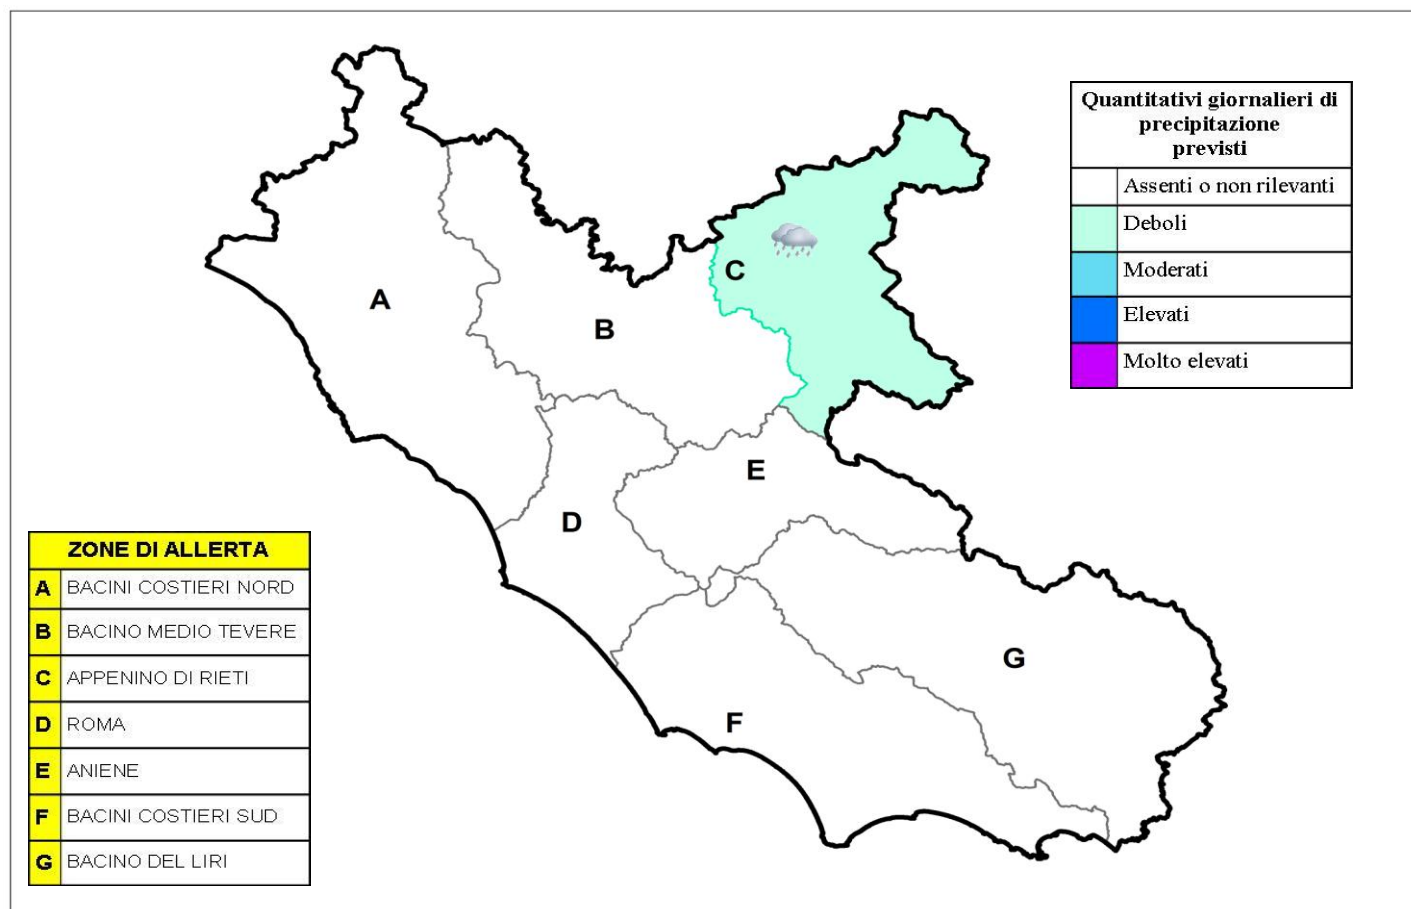 Quantitativi giornalieri di
precipitazione
previsti
Assenti o non rilevanti
Deboli
Moderati
Elevati
Molto elevati
A
B
C
D
E
F
G
ZONE DI ALLERTA
A BACINI COSTIERI NORD
B BACINO MEDIO TEVERE
C APPENINO DI RIETI
D ROMA
E ANIENE
F BACINI COSTIERI SUD
G BACINO DEL LIRI